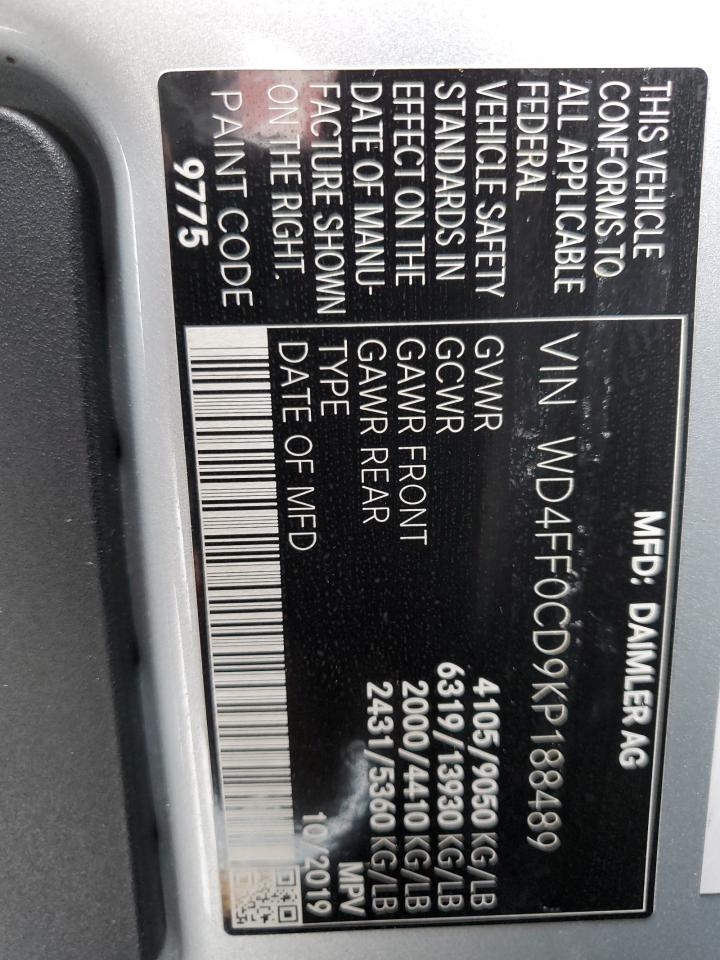 MFD: DAIMLER AG
THIS VEHICLE
CONFORMS TO
ALL APPLICABLE
FEDERAL
VEHICLE SAFETY
STANDARDS IN
EFFECT ON THE
DATE OF MANU-
FACTURE SHOWN
ON THE RIGHT.
PAINT CODE
9775
VIN WD4FF0CD9KP188489
GVWR 4105/9050 KG/LB
GCWR 6319/13930 KG/LB
GAWR FRONT 2000/4410 KG/LB
GAWR REAR 2431/5360 KG/LB
TYPE MPV
DATE OF MFD 10/2019